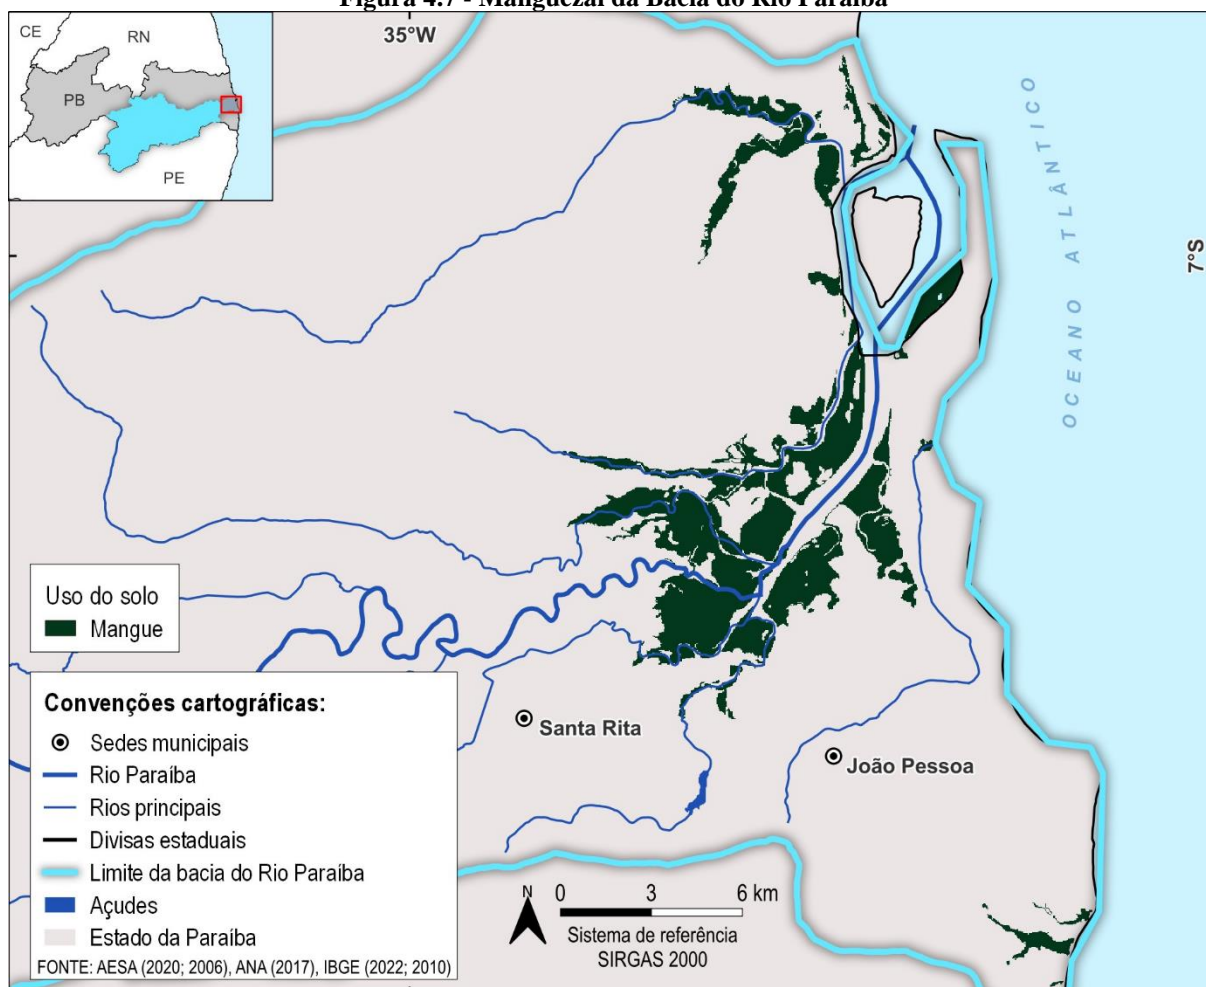 Figura 4.7 - Manguezal da Bacia do Rio Paraíba
35°W
CE
RN
PB
PE
OCEANO ATLÂNTICO
7°S
Uso do solo
Mangue
Santa Rita
João Pessoa
Convenções cartográficas:
Sedes municipais
Rio Paraíba
Rios principais
Divisas estaduais
Limite da bacia do Rio Paraíba
Açudes
Estado da Paraíba
FONTE: AESA (2020; 2006), ANA (2017), IBGE (2022; 2010)
N
0 3 6 km
Sistema de referência
SIRGAS 2000